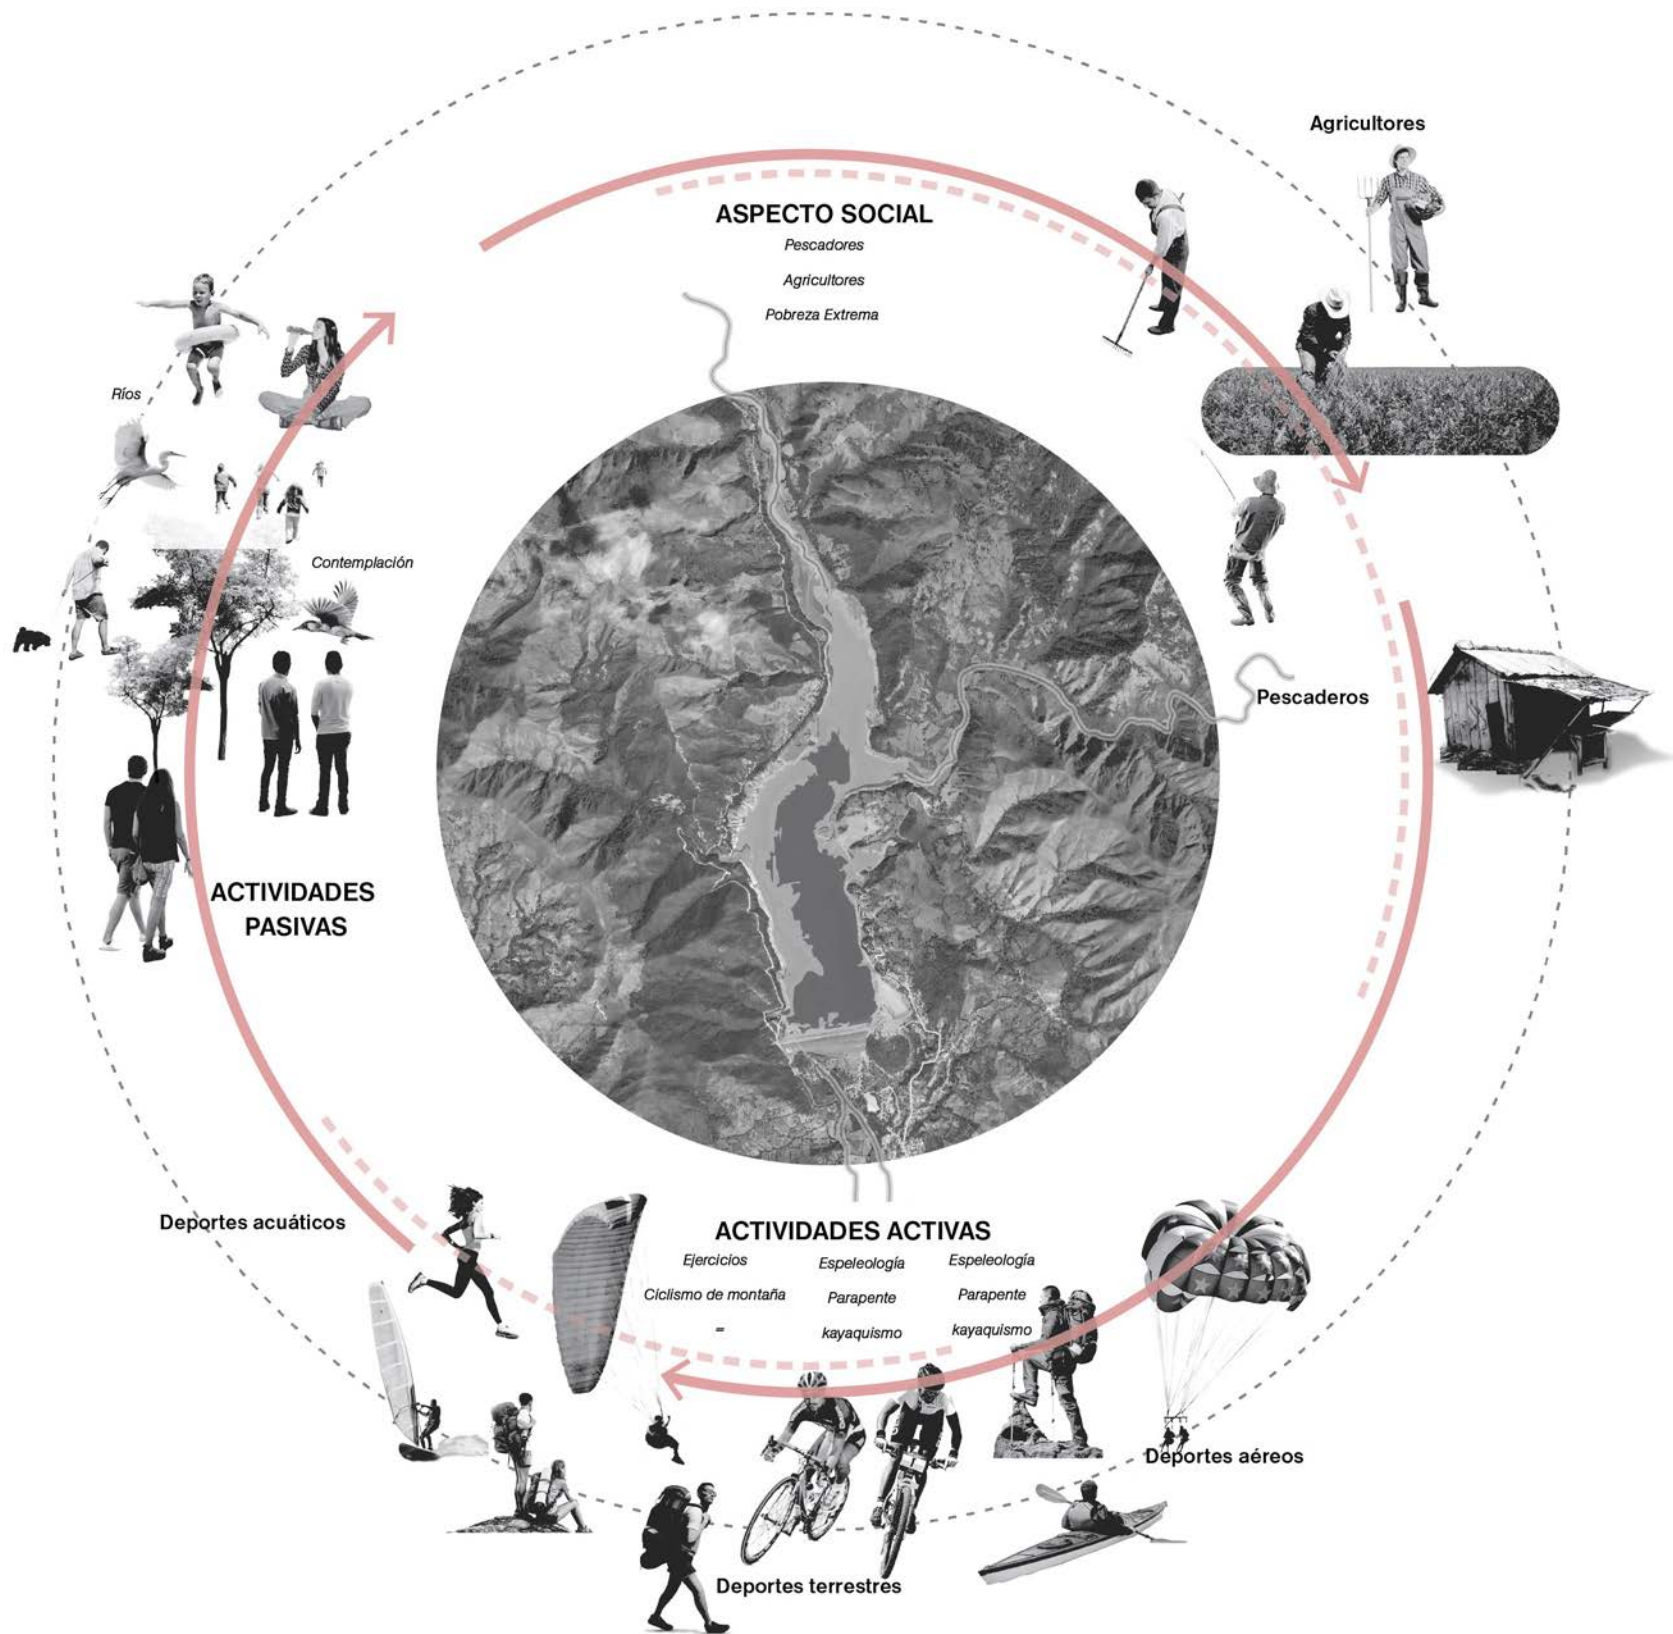 Agricultores
ASPECTO SOCIAL
Pescadores
Agricultores
Pobreza Extrema
Ríos
Contemplación
Pescaderos
ACTIVIDADES
PASIVAS
Deportes acuáticos
ACTIVIDADES ACTIVAS
Ejercicios
Ciclismo de montaña
=
Espeleología
Parapente
kayaquismo
Espeleología
Parapente
kayaquismo
Deportes aéreos
Deportes terrestres